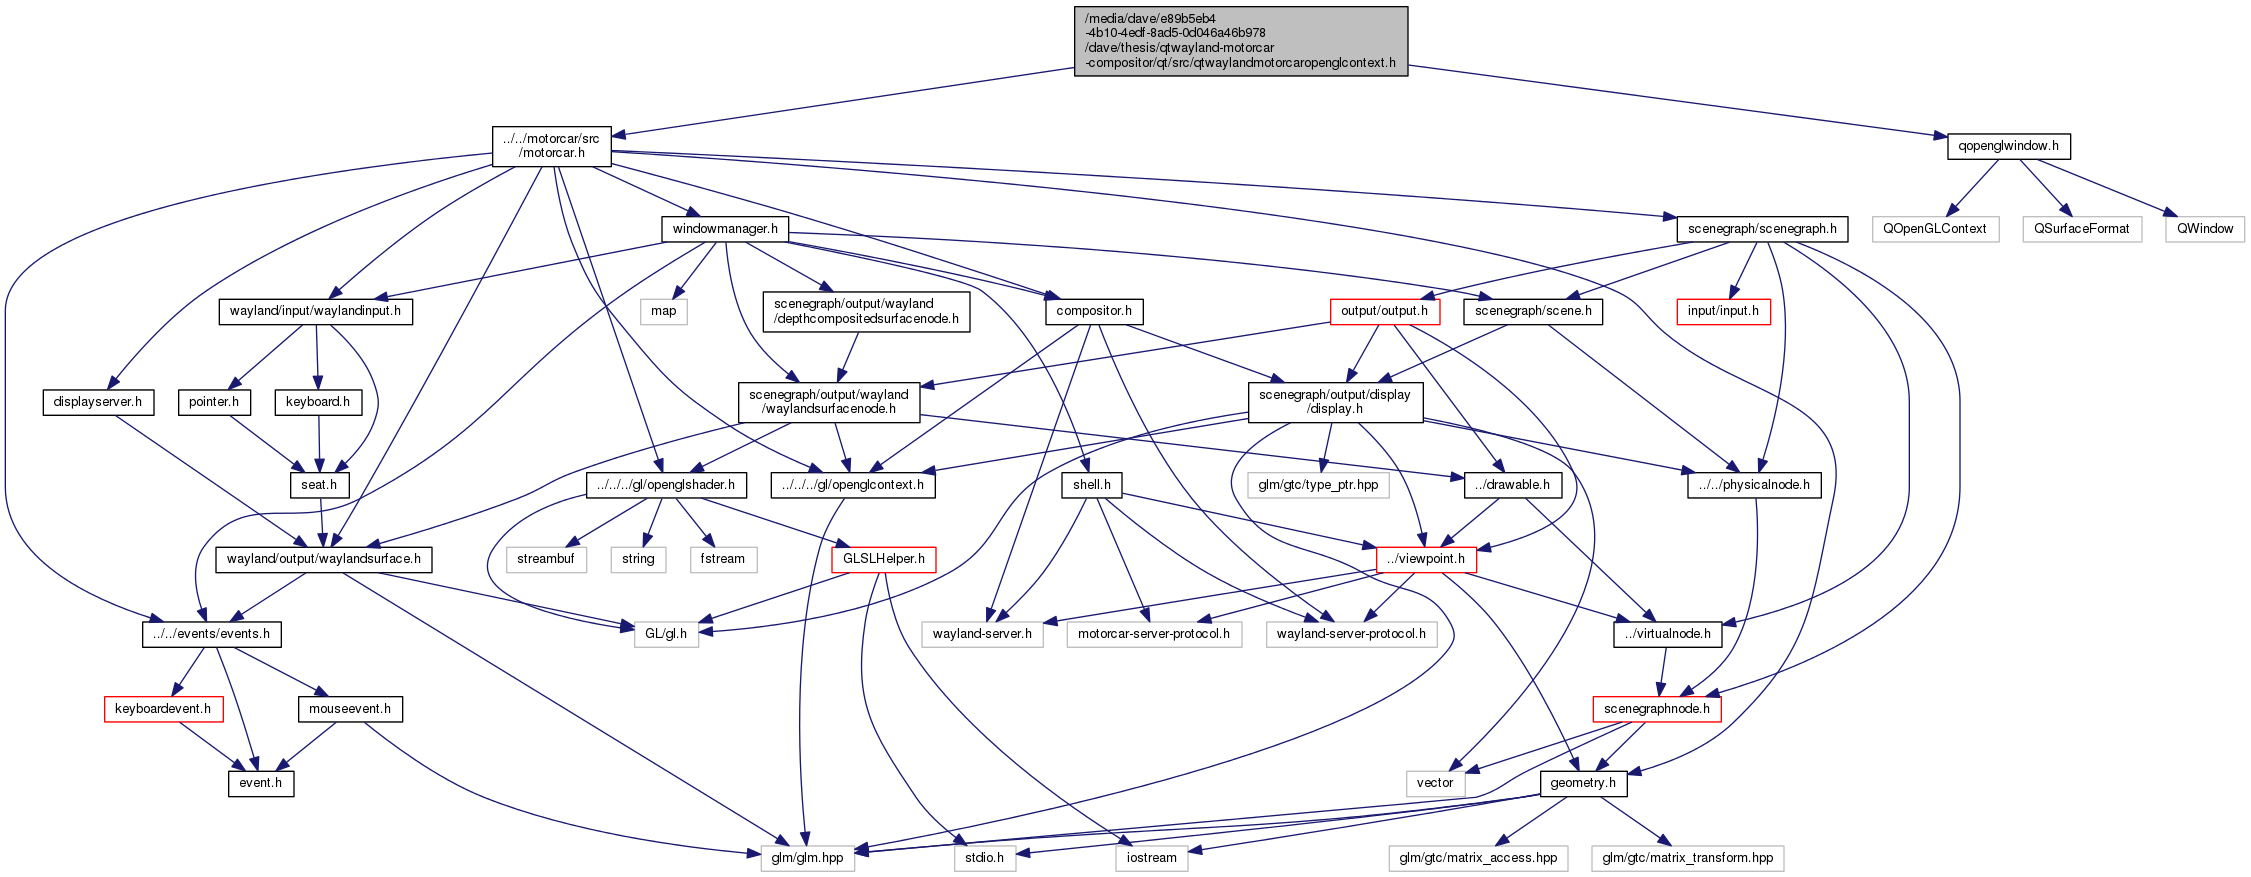 /media/dave/e89b5eb4
-4b10-4edf-8ad5-0d046a46b978
/dave/thesis/qtwayland-motorcar
-compositor/qt/src/qtwaylandmotorcaropenglcontext.h
../../motorcar/src
/motorcar.h
qopenglwindow.h
windowmanager.h
scenegraph/scenegraph.h
QOpenGLContext
QSurfaceFormat
QWindow
wayland/input/waylandinput.h
map
scenegraph/output/wayland
/depthcompositedsurfacenode.h
compositor.h
output/output.h
scenegraph/scene.h
input/input.h
displayserver.h
pointer.h
keyboard.h
scenegraph/output/wayland
/waylandsurfacenode.h
scenegraph/output/display
/display.h
seat.h
../../../gl/openglshader.h
../../../gl/openglcontext.h
shell.h
glm/gtc/type_ptr.hpp
../drawable.h
../../physicalnode.h
wayland/output/waylandsurface.h
streambuf
string
fstream
GLSLHelper.h
../viewpoint.h
../../events/events.h
GL/gl.h
wayland-server.h
motorcar-server-protocol.h
wayland-server-protocol.h
../virtualnode.h
keyboardevent.h
mouseevent.h
scenegraphnode.h
event.h
vector
geometry.h
glm/glm.hpp
stdio.h
iostream
glm/gtc/matrix_access.hpp
glm/gtc/matrix_transform.hpp